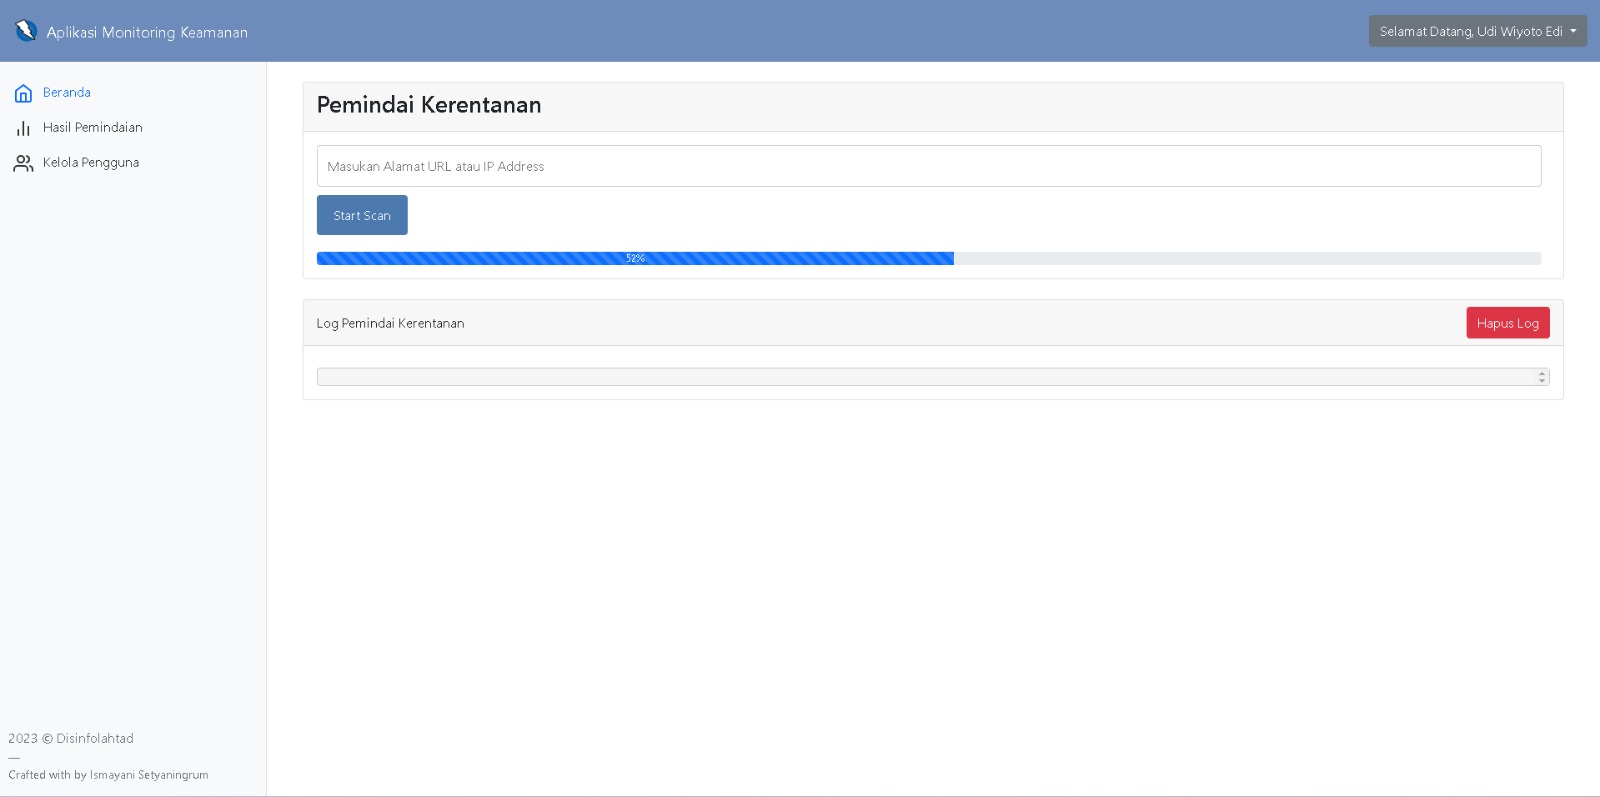 Aplikasi Monitoring Keamanan
Selamat Datang, Udi Wiyoto Edi
Beranda
Hasil Pemindaian
Kelola Pengguna
Pemindai Kerentanan
Masukan Alamat URL atau IP Address
Start Scan
52%
Log Pemindai Kerentanan
Hapus Log
2023 © Disinfolahtad
—
Crafted with by Ismayani Setyaningrum